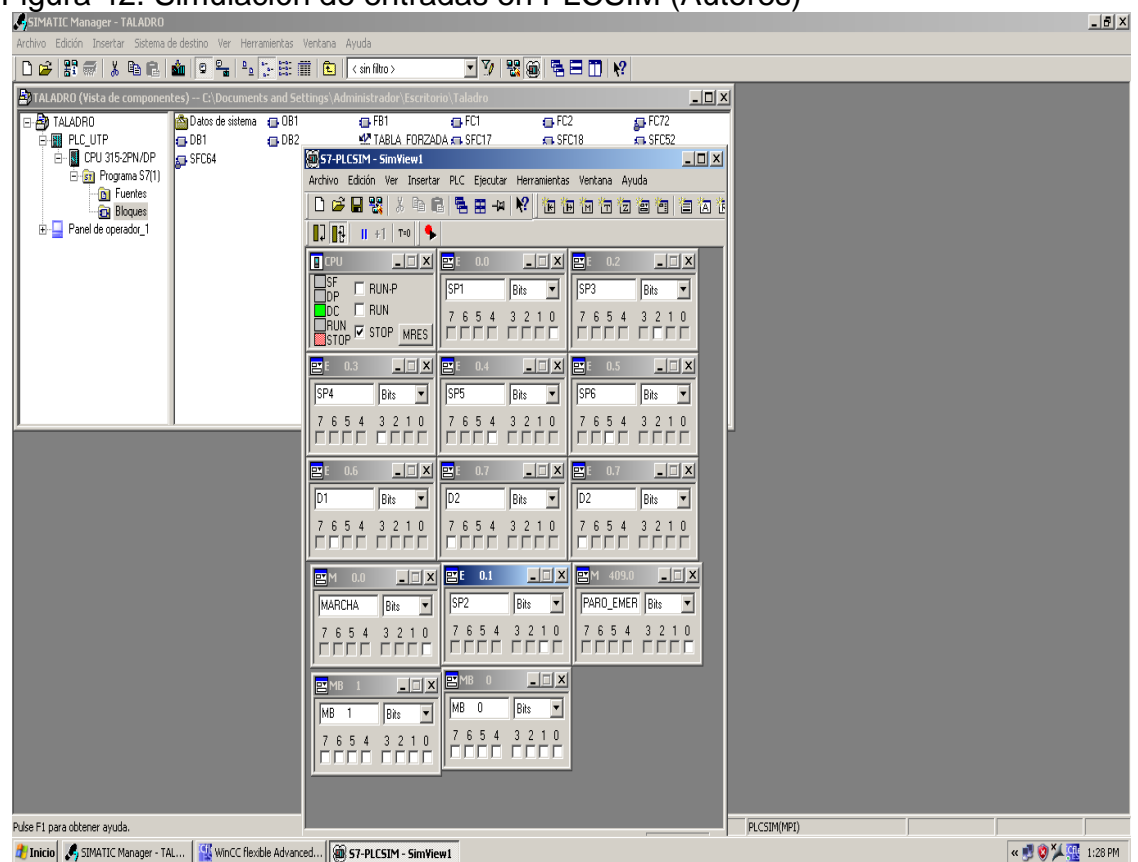 Figura 42. Simulación de entradas en PLCSIM (Autores)
SIMATIC Manager - TALADRO
Archivo Edición Insertar Sistema de destino Ver Herramientas Ventana Ayuda
< sin filtro >
TALADRO (Vista de componentes) -- C:\Documents and Settings\Administrador\Escritorio\Taladro
TALADRO
PLC_UTP
CPU 315-2PN/DP
Programa S7(1)
Fuentes
Bloques
Panel de operador_1
Datos de sistema OB1 FB1 FC1 FC2 FC72
DB1 DB2 TABLA FORZADA SFC17 SFC18 SFC52
SFC64
S7-PLCSIM - SimView1
Archivo Edición Ver Insertar PLC Ejecutar Herramientas Ventana Ayuda
+1 T=0
CPU
SF
DP
DC
RUN
STOP
RUN-P
RUN
STOP
MRES
E 0.0
SP1 Bits
7 6 5 4 3 2 1 0
E 0.2
SP3 Bits
7 6 5 4 3 2 1 0
E 0.3
SP4 Bits
7 6 5 4 3 2 1 0
E 0.4
SP5 Bits
7 6 5 4 3 2 1 0
E 0.5
SP6 Bits
7 6 5 4 3 2 1 0
E 0.6
D1 Bits
7 6 5 4 3 2 1 0
E 0.7
D2 Bits
7 6 5 4 3 2 1 0
E 0.7
D2 Bits
7 6 5 4 3 2 1 0
M 0.0
MARCHA Bits
7 6 5 4 3 2 1 0
E 0.1
SP2 Bits
7 6 5 4 3 2 1 0
M 409.0
PARO_EMER Bits
7 6 5 4 3 2 1 0
MB 1
MB 1 Bits
7 6 5 4 3 2 1 0
MB 0
MB 0 Bits
7 6 5 4 3 2 1 0
Pulse F1 para obtener ayuda.
PLCSIM(MPI)
Inicio SIMATIC Manager - TAL... WinCC flexible Advanced... S7-PLCSIM - SimView1
1:28 PM